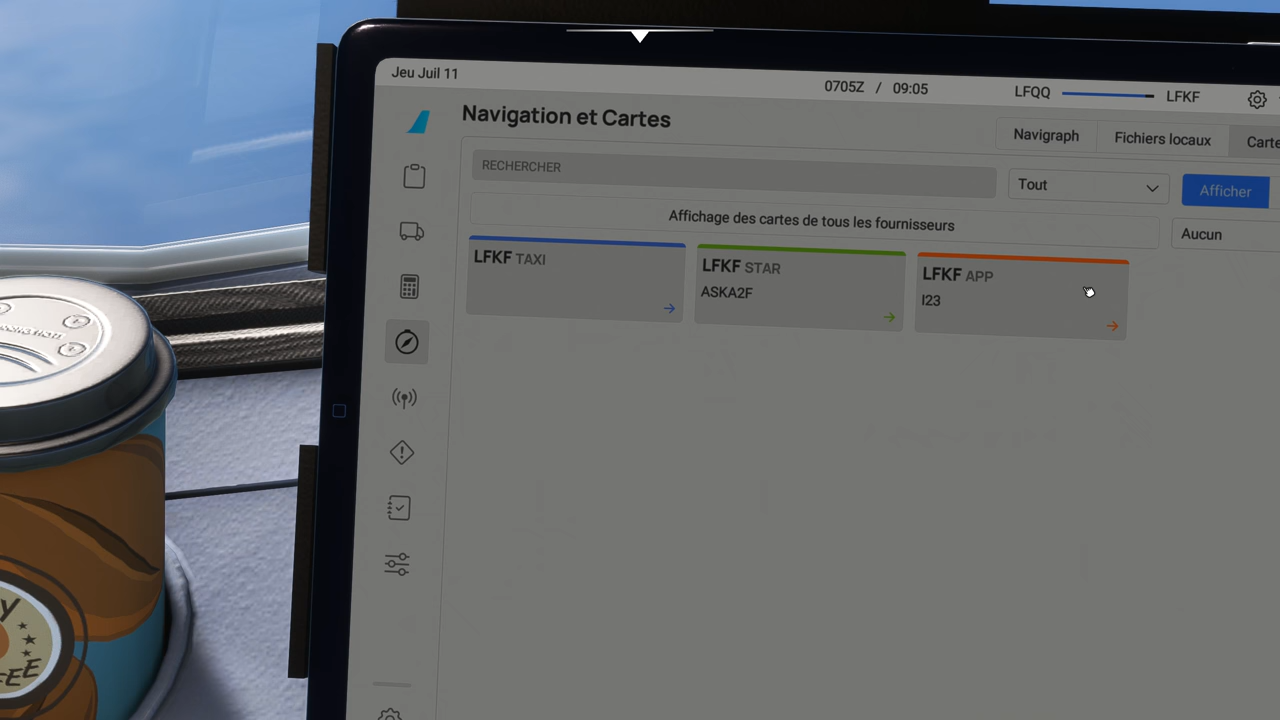 Jeu Juil 11
0705Z / 09:05
LFQQ
LFKF
Navigation et Cartes
Navigraph
Fichiers locaux
RECHERCHER
Tout
Afficher
Affichage des cartes de tous les fournisseurs
Aucun
LFKF TAXI
LFKF STAR
ASKA2F
LFKF APP
I23